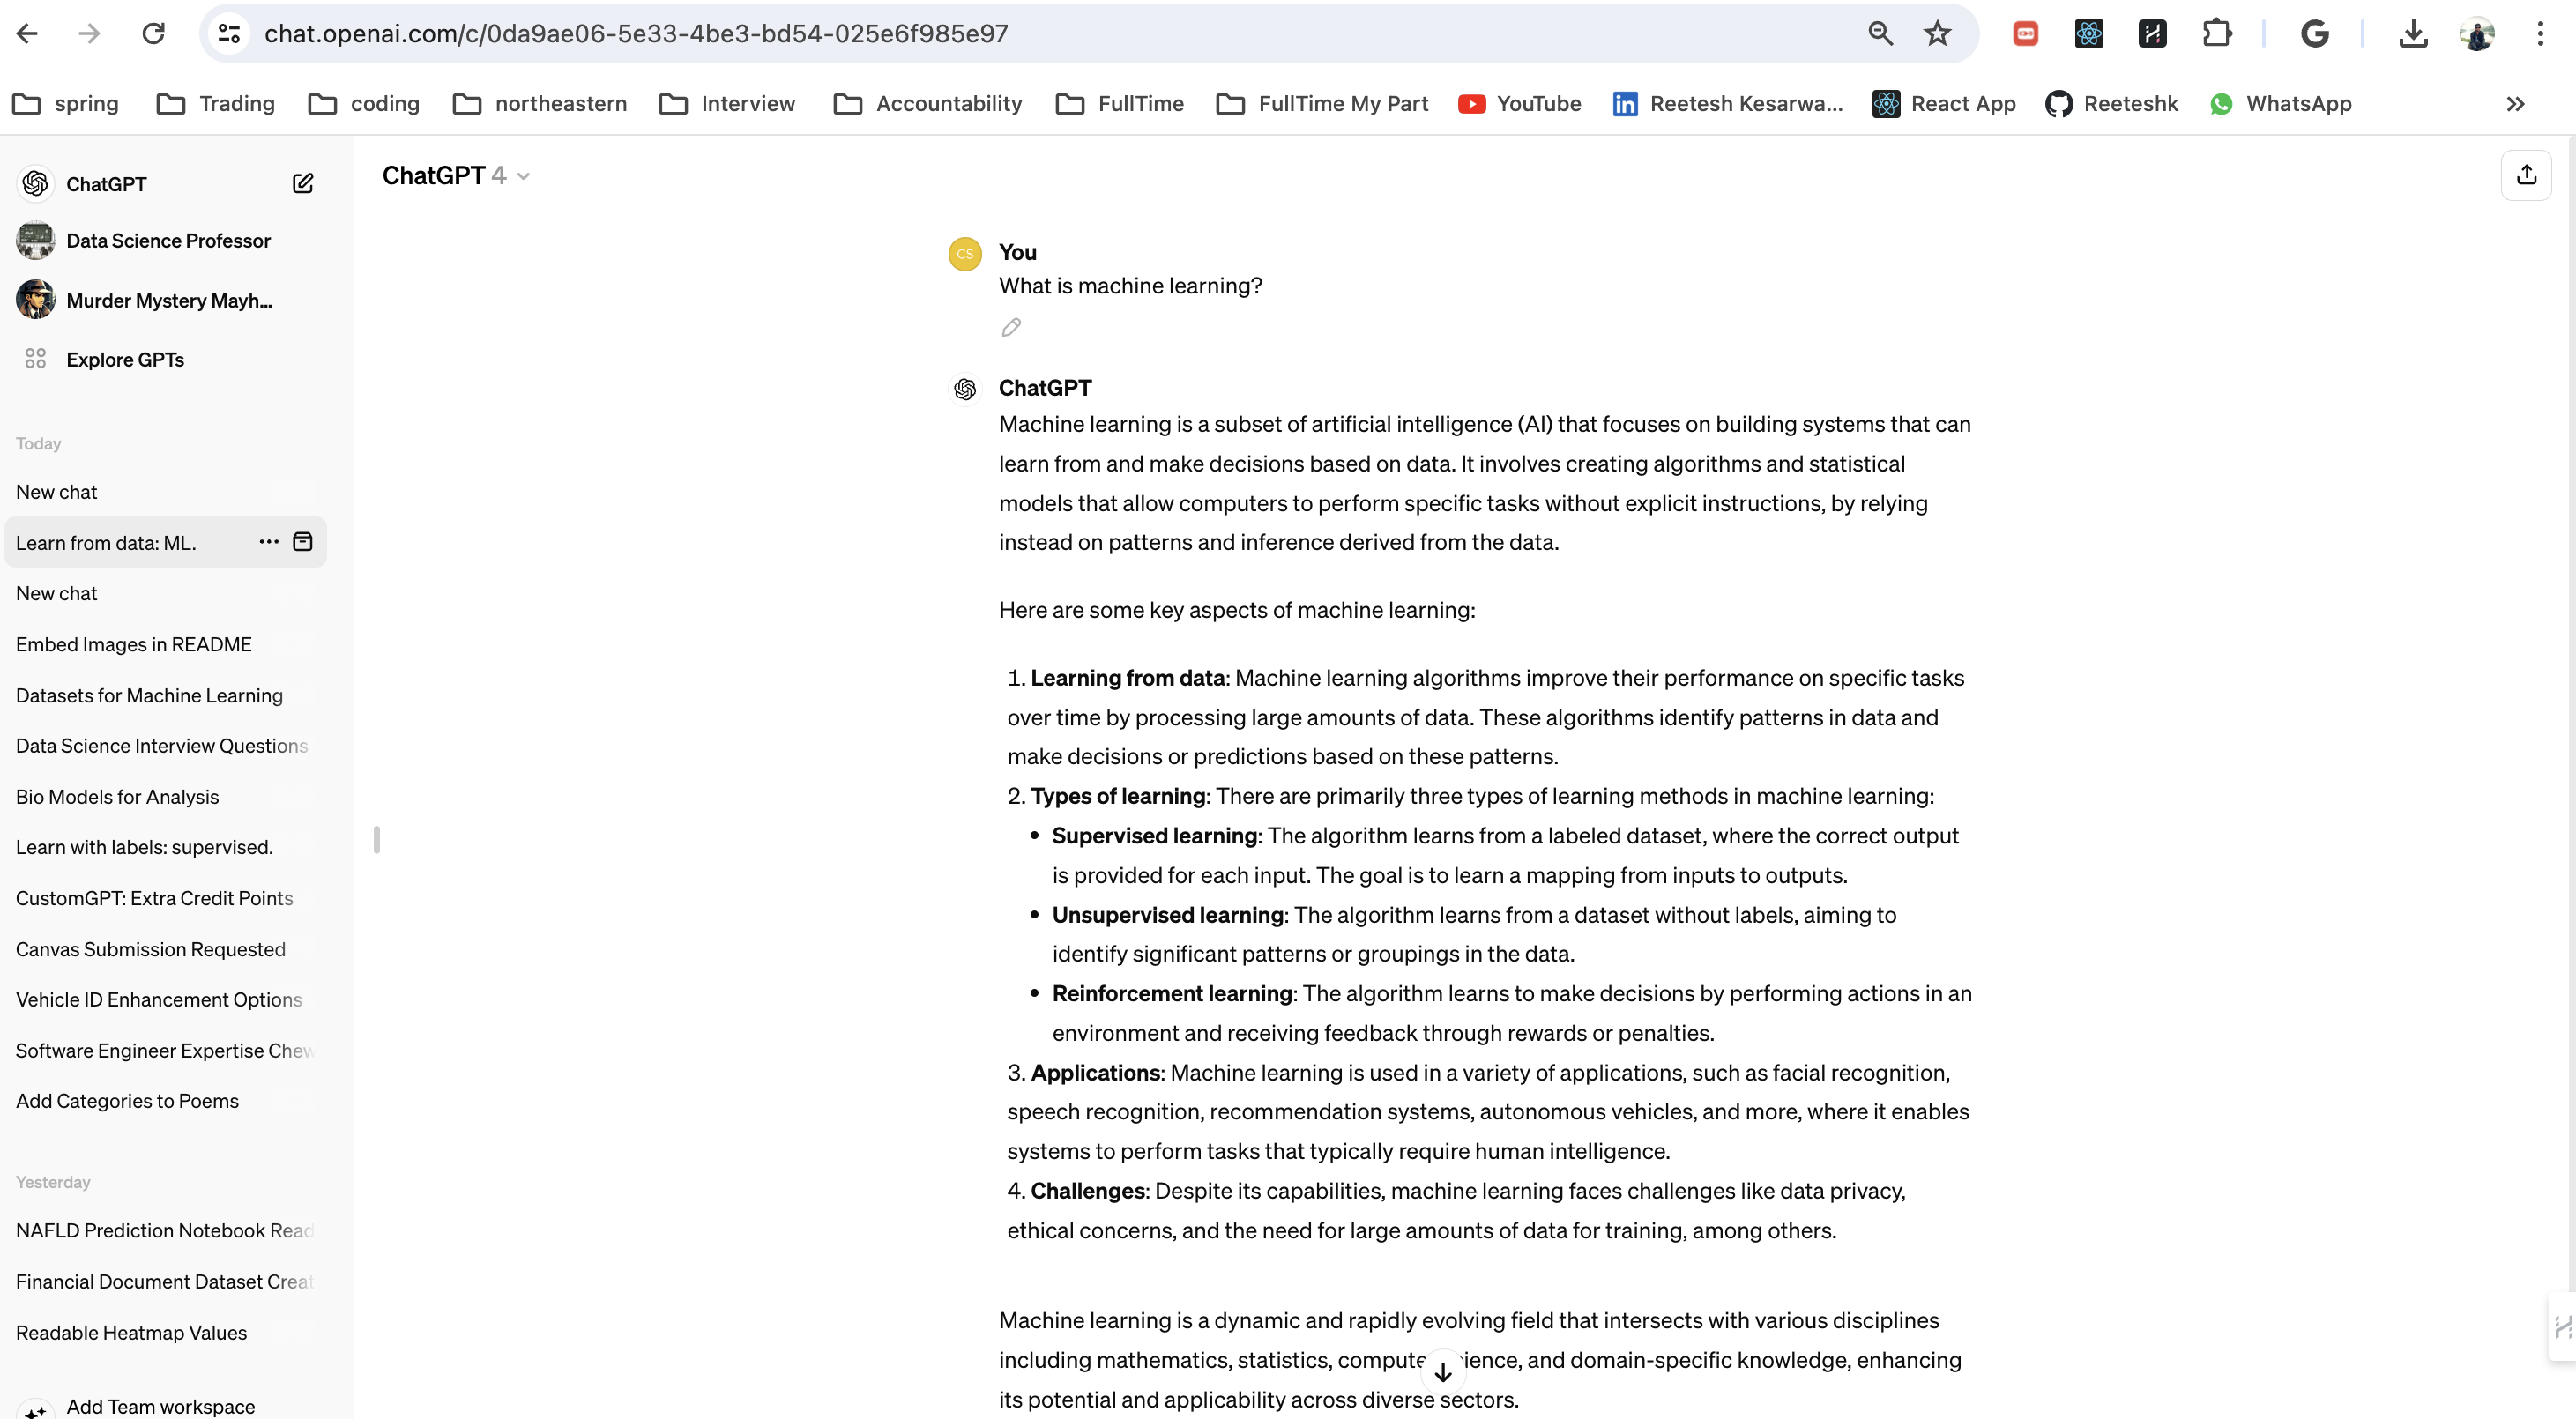 chat.openai.com/c/0da9ae06-5e33-4be3-bd54-025e6f985e97
spring Trading coding northeastern Interview Accountability FullTime FullTime My Part YouTube Reetesh Kesarwa... React App Reeteshk WhatsApp
ChatGPT
Data Science Professor
Murder Mystery Mayh...
Explore GPTs
Today
New chat
Learn from data: ML.
New chat
Embed Images in README
Datasets for Machine Learning
Data Science Interview Questions
Bio Models for Analysis
Learn with labels: supervised.
CustomGPT: Extra Credit Points
Canvas Submission Requested
Vehicle ID Enhancement Options
Software Engineer Expertise Chew
Add Categories to Poems
Yesterday
NAFLD Prediction Notebook Read
Financial Document Dataset Creat
Readable Heatmap Values
Add Team workspace
ChatGPT 4
CS You
What is machine learning?
ChatGPT
Machine learning is a subset of artificial intelligence (AI) that focuses on building systems that can
learn from and make decisions based on data. It involves creating algorithms and statistical
models that allow computers to perform specific tasks without explicit instructions, by relying
instead on patterns and inference derived from the data.
Here are some key aspects of machine learning:
1. Learning from data: Machine learning algorithms improve their performance on specific tasks
over time by processing large amounts of data. These algorithms identify patterns in data and
make decisions or predictions based on these patterns.
2. Types of learning: There are primarily three types of learning methods in machine learning:
• Supervised learning: The algorithm learns from a labeled dataset, where the correct output
is provided for each input. The goal is to learn a mapping from inputs to outputs.
• Unsupervised learning: The algorithm learns from a dataset without labels, aiming to
identify significant patterns or groupings in the data.
• Reinforcement learning: The algorithm learns to make decisions by performing actions in an
environment and receiving feedback through rewards or penalties.
3. Applications: Machine learning is used in a variety of applications, such as facial recognition,
speech recognition, recommendation systems, autonomous vehicles, and more, where it enables
systems to perform tasks that typically require human intelligence.
4. Challenges: Despite its capabilities, machine learning faces challenges like data privacy,
ethical concerns, and the need for large amounts of data for training, among others.
Machine learning is a dynamic and rapidly evolving field that intersects with various disciplines
including mathematics, statistics, compute ience, and domain-specific knowledge, enhancing
its potential and applicability across diverse sectors.